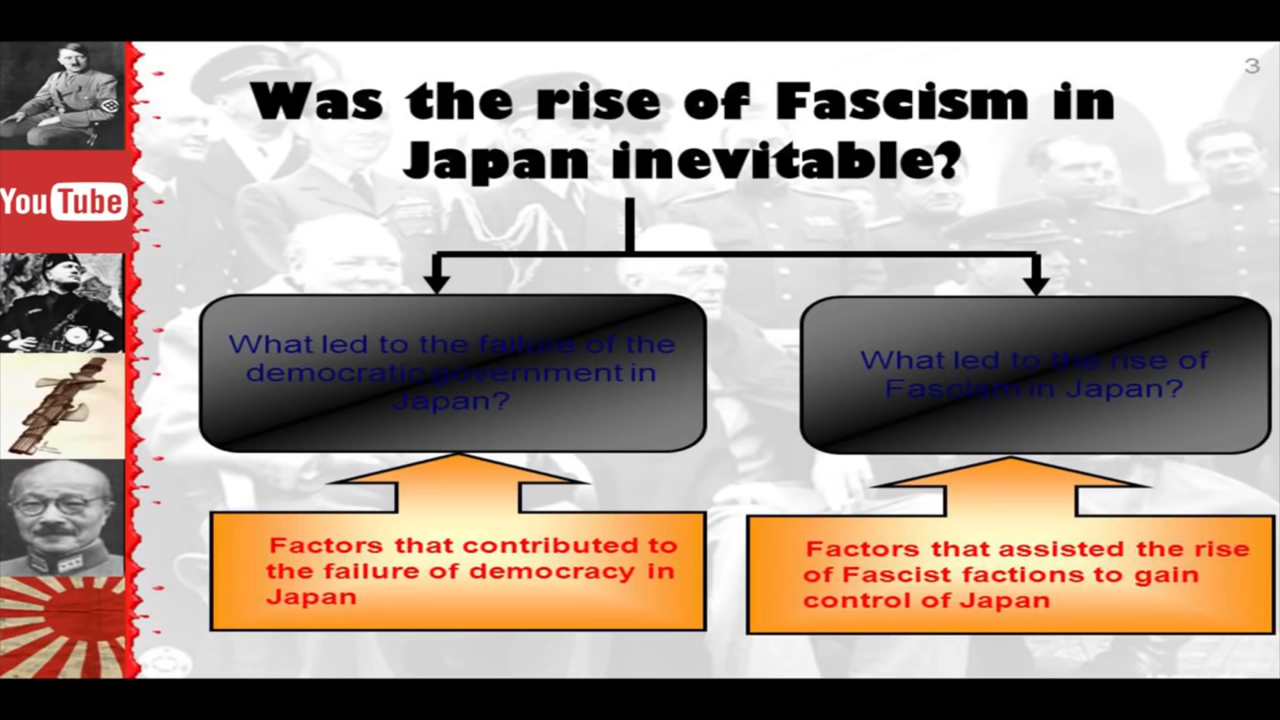 3
Was the rise of Fascism in
Japan inevitable?
YouTube
What led to the failure of the
democratic government in
Japan?
What led to the rise of
Fascism in Japan?
Factors that contributed to
the failure of democracy in
Japan
Factors that assisted the rise
of Fascist factions to gain
control of Japan